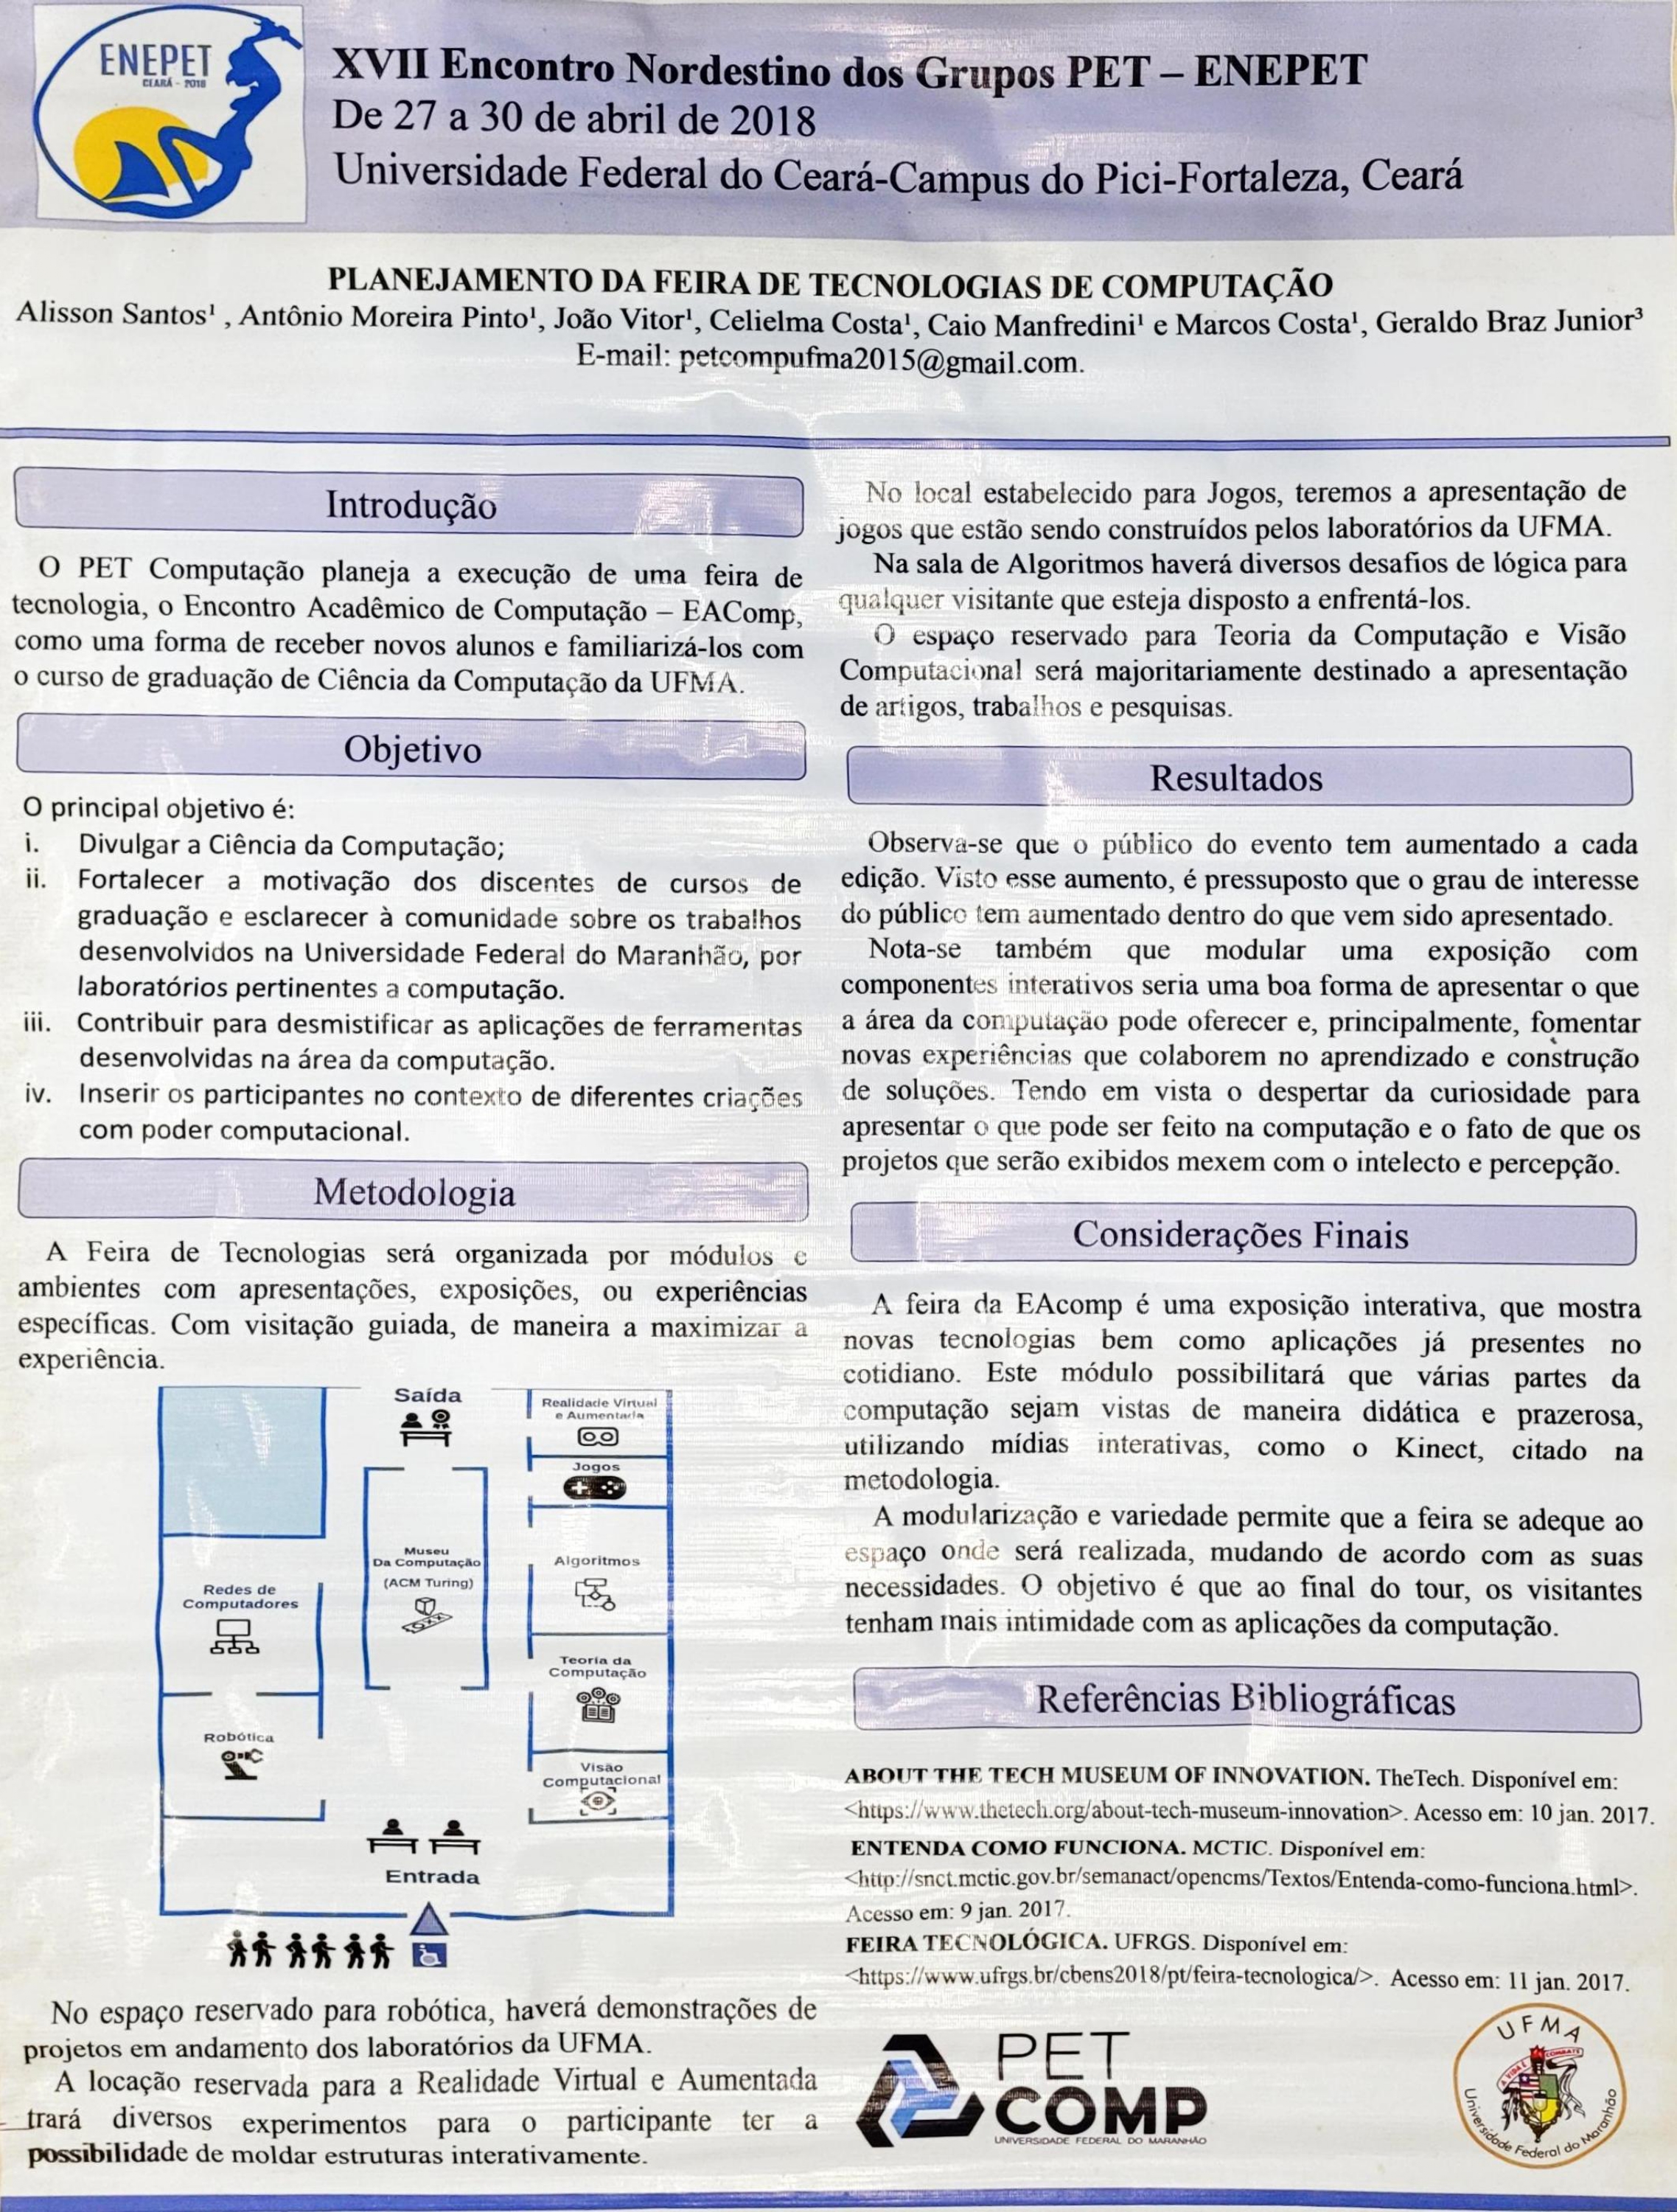 ENEPET
CEARÁ - 2018
XVII Encontro Nordestino dos Grupos PET – ENEPET
De 27 a 30 de abril de 2018
Universidade Federal do Ceará-Campus do Pici-Fortaleza, Ceará
PLANEJAMENTO DA FEIRA DE TECNOLOGIAS DE COMPUTAÇÃO
Alisson Santos¹ , Antônio Moreira Pinto¹, João Vitor¹, Celielma Costa¹, Caio Manfredini¹ e Marcos Costa¹, Geraldo Braz Junior³
E-mail: petcompufma2015@gmail.com.
Introdução
O PET Computação planeja a execução de uma feira de
tecnologia, o Encontro Acadêmico de Computação – EAComp,
como uma forma de receber novos alunos e familiarizá-los com
o curso de graduação de Ciência da Computação da UFMA.
Objetivo
O principal objetivo é:
i. Divulgar a Ciência da Computação;
ii. Fortalecer a motivação dos discentes de cursos de
graduação e esclarecer à comunidade sobre os trabalhos
desenvolvidos na Universidade Federal do Maranhão, por
laboratórios pertinentes a computação.
iii. Contribuir para desmistificar as aplicações de ferramentas
desenvolvidas na área da computação.
iv. Inserir os participantes no contexto de diferentes criações
com poder computacional.
Metodologia
A Feira de Tecnologias será organizada por módulos e
ambientes com apresentações, exposições, ou experiências
específicas. Com visitação guiada, de maneira a maximizar a
experiência.
Saída
Realidade Virtual
e Aumentada
Jogos
Museu
Da Computação
(ACM Turing)
Algoritmos
Redes de
Computadores
Teoria da
Computação
Robótica
Visão
Computacional
Entrada
No espaço reservado para robótica, haverá demonstrações de
projetos em andamento dos laboratórios da UFMA.
A locação reservada para a Realidade Virtual e Aumentada
trará diversos experimentos para o participante ter a
possibilidade de moldar estruturas interativamente.
No local estabelecido para Jogos, teremos a apresentação de
jogos que estão sendo construídos pelos laboratórios da UFMA.
Na sala de Algoritmos haverá diversos desafios de lógica para
qualquer visitante que esteja disposto a enfrentá-los.
O espaço reservado para Teoria da Computação e Visão
Computacional será majoritariamente destinado a apresentação
de artigos, trabalhos e pesquisas.
Resultados
Observa-se que o público do evento tem aumentado a cada
edição. Visto esse aumento, é pressuposto que o grau de interesse
do público tem aumentado dentro do que vem sido apresentado.
Nota-se também que modular uma exposição com
componentes interativos seria uma boa forma de apresentar o que
a área da computação pode oferecer e, principalmente, fomentar
novas experiências que colaborem no aprendizado e construção
de soluções. Tendo em vista o despertar da curiosidade para
apresentar o que pode ser feito na computação e o fato de que os
projetos que serão exibidos mexem com o intelecto e percepção.
Considerações Finais
A feira da EAcomp é uma exposição interativa, que mostra
novas tecnologias bem como aplicações já presentes no
cotidiano. Este módulo possibilitará que várias partes da
computação sejam vistas de maneira didática e prazerosa,
utilizando mídias interativas, como o Kinect, citado na
metodologia.
A modularização e variedade permite que a feira se adeque ao
espaço onde será realizada, mudando de acordo com as suas
necessidades. O objetivo é que ao final do tour, os visitantes
tenham mais intimidade com as aplicações da computação.
Referências Bibliográficas
ABOUT THE TECH MUSEUM OF INNOVATION. TheTech. Disponível em:
<https://www.thetech.org/about-tech-museum-innovation>. Acesso em: 10 jan. 2017.
ENTENDA COMO FUNCIONA. MCTIC. Disponível em:
<http://snct.mctic.gov.br/semanact/opencms/Textos/Entenda-como-funciona.html>.
Acesso em: 9 jan. 2017.
FEIRA TECNOLÓGICA. UFRGS. Disponível em:
<https://www.ufrgs.br/cbens2018/pt/feira-tecnologica/>. Acesso em: 11 jan. 2017.
PET
COMP
UNIVERSIDADE FEDERAL DO MARANHÃO
UFMA
Universidade Federal do Maranhão